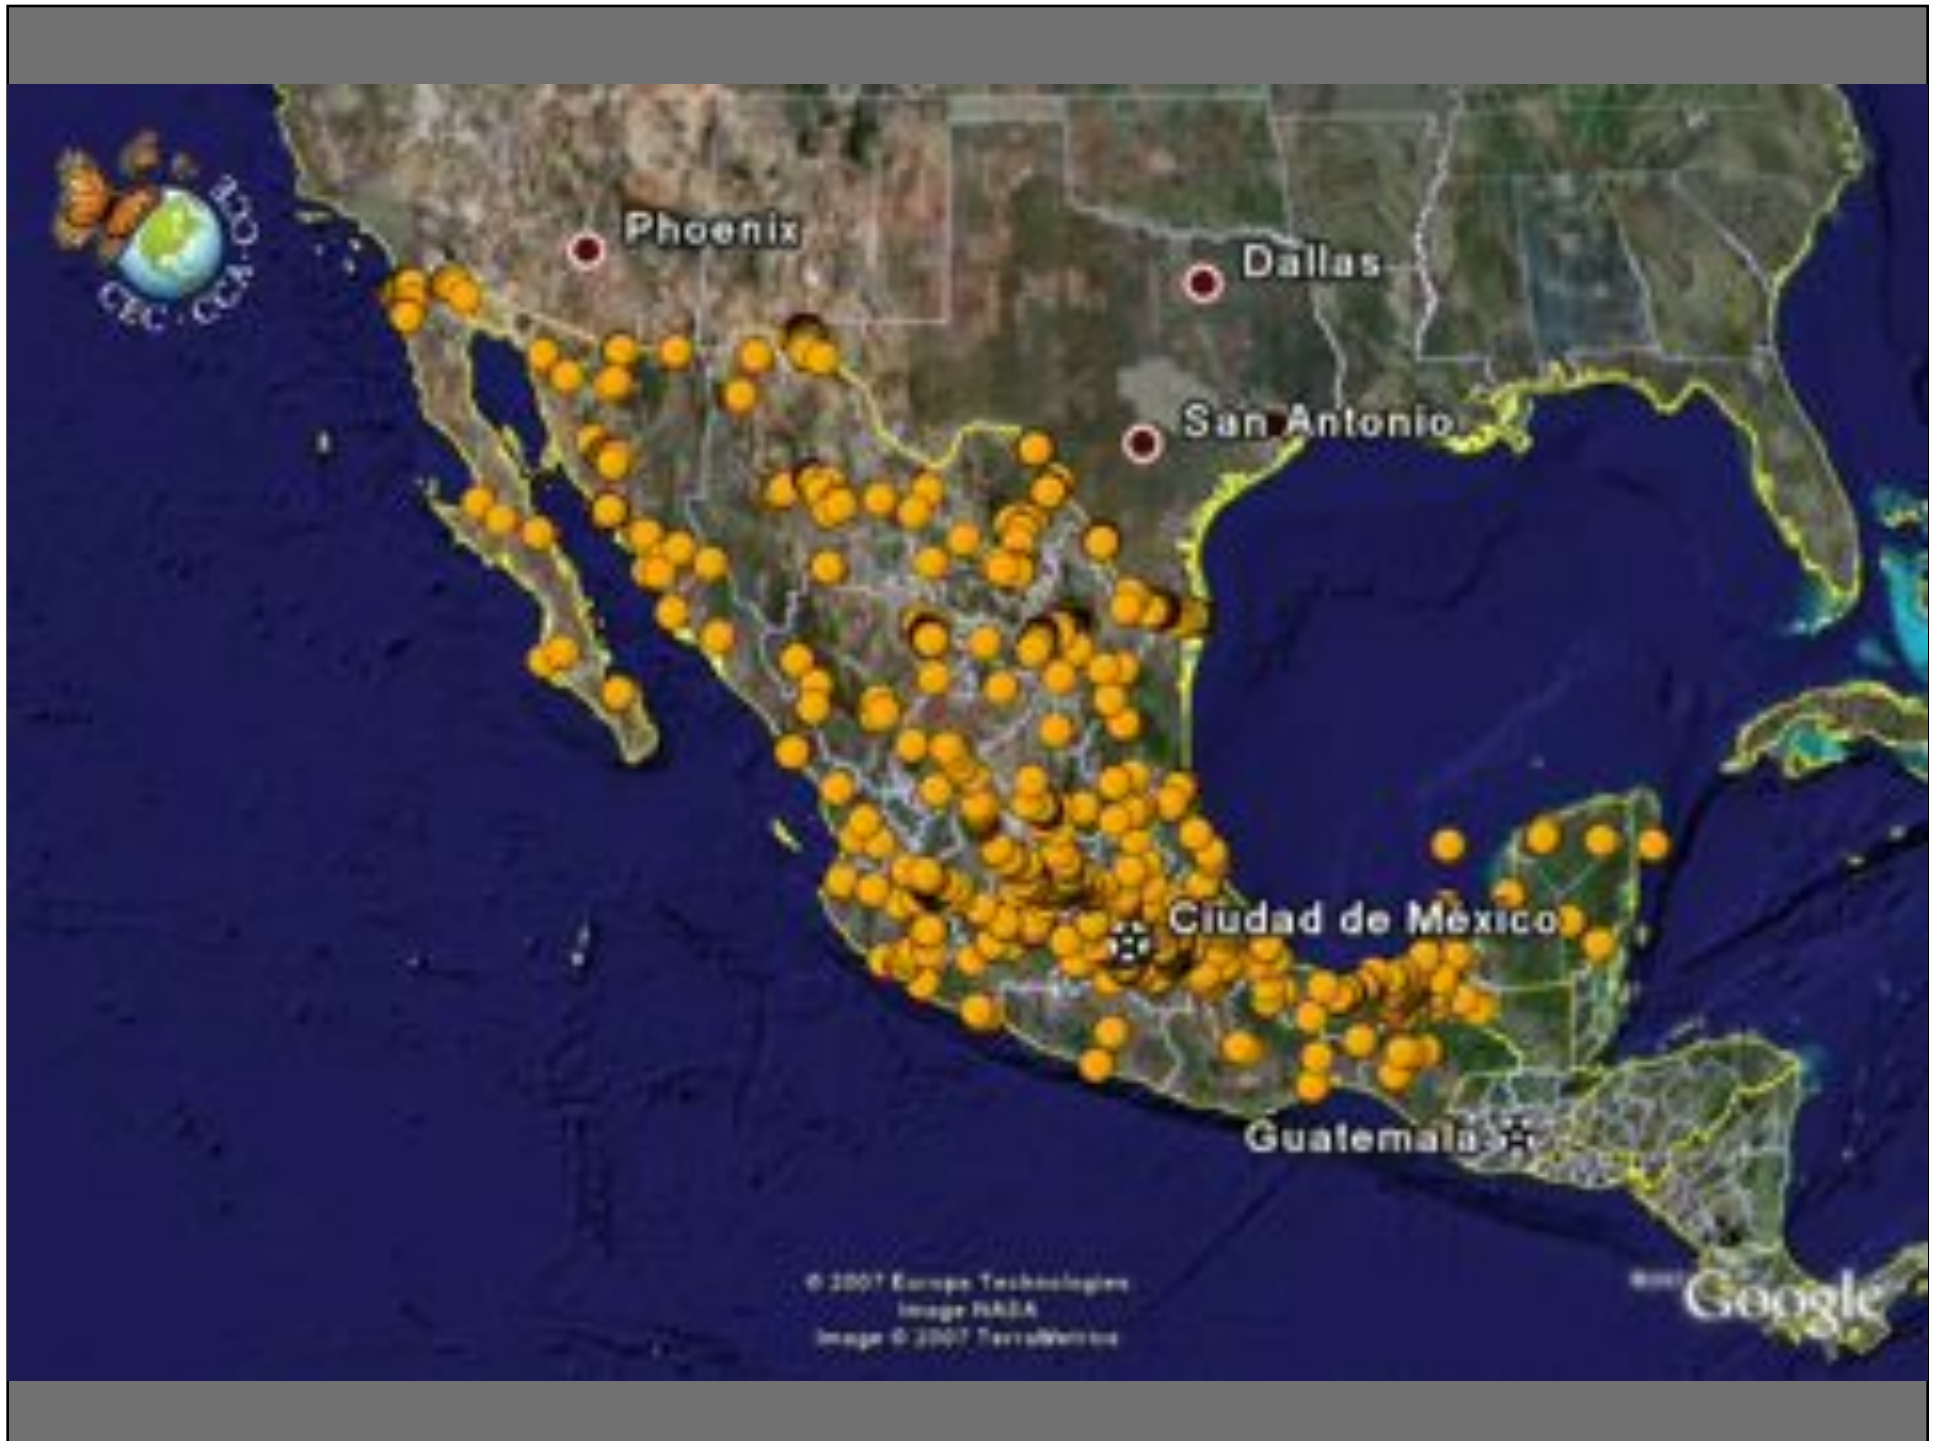 Phoenix
Dallas
San Antonio
CEC · CCA · CCE
Ciudad de México
Guatemala
© 2007 Europa Technologies
Image NASA
Image © 2007 TerraMetrics
Google